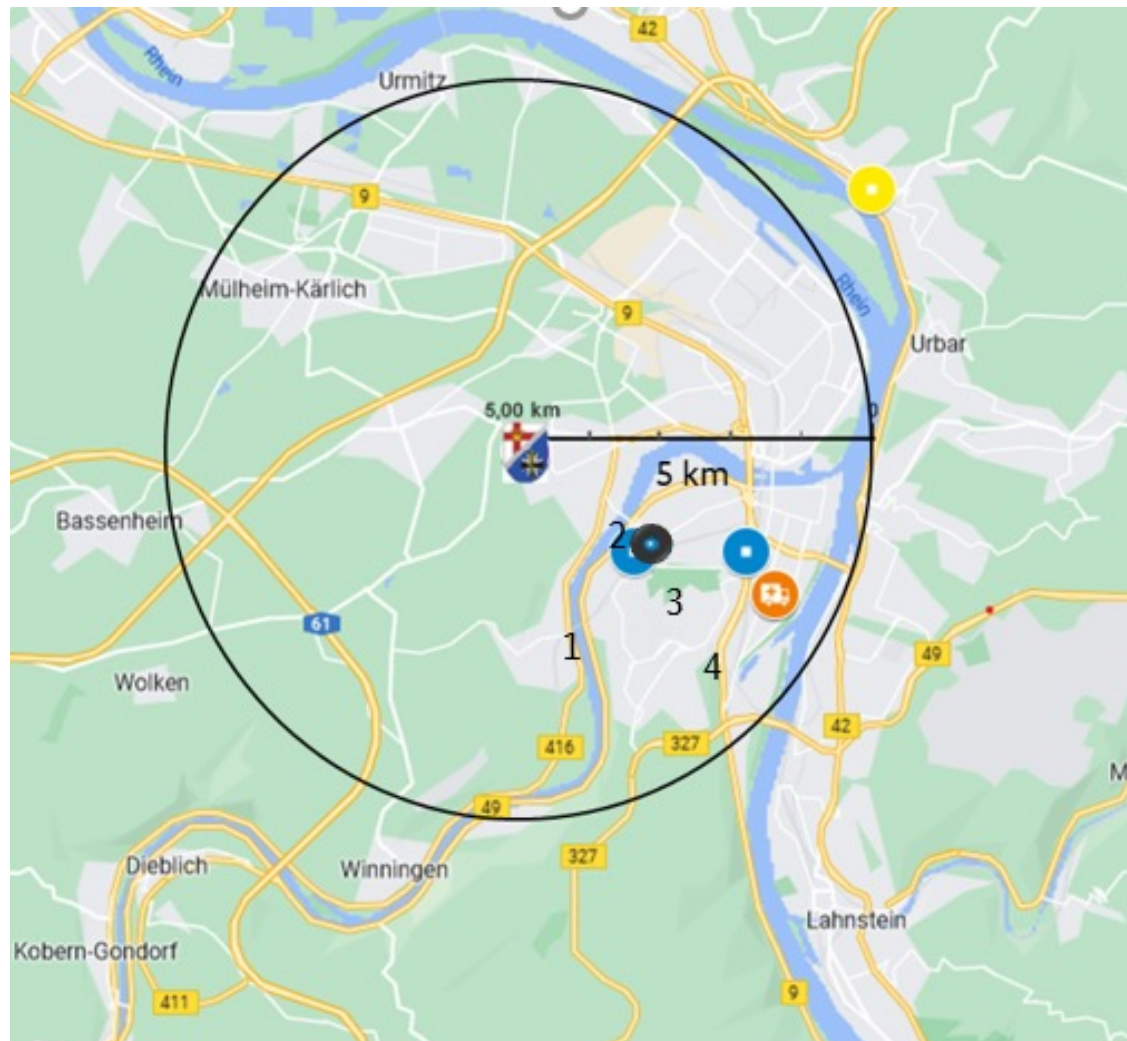 42
Rhein
Urmitz
9
Mülheim-Kärlich
9
Rhein
Urbar
5,00 km
0
5 km
Bassenheim
2
3
61
1
4
49
Wolken
42
416
327
M
49
327
Dieblich
Winningen
Lahnstein
Kobern-Gondorf
9
411